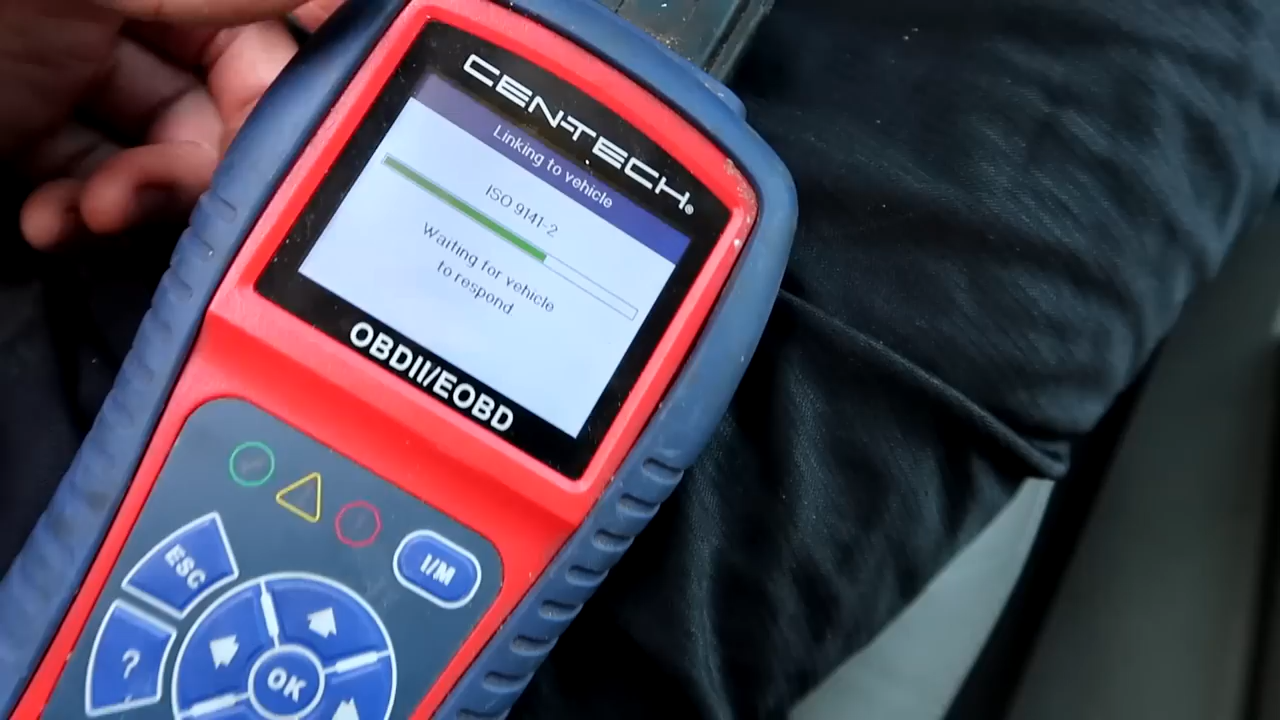 CEN-TECH®
Linking to vehicle
ISO 9141-2
Waiting for vehicle
to respond
OBDII/EOBD
ESC
I/M
?
OK